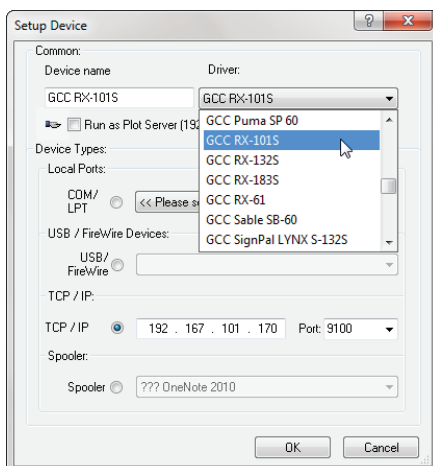 Setup Device
Common:
Device name Driver:
GCC RX-101S GCC RX-101S
Run as Plot Server (192
GCC Puma SP 60
GCC RX-101S
GCC RX-132S
GCC RX-183S
GCC RX-61
GCC Sable SB-60
GCC SignPal LYNX S-132S
Device Types:
Local Ports:
COM/
LPT
<< Please se
USB / FireWire Devices:
USB/
FireWire
TCP / IP:
TCP / IP 192 . 167 . 101 . 170 Port: 9100
Spooler:
Spooler ??? OneNote 2010
OK Cancel